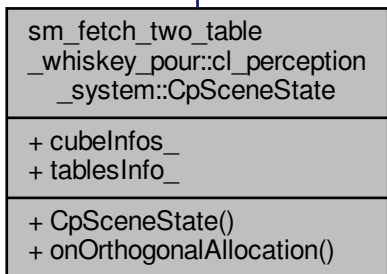 sm_fetch_two_table
_whiskey_pour::cl_perception
_system::CpSceneState
+ cubeInfos_
+ tablesInfo_
+ CpSceneState()
+ onOrthogonalAllocation()